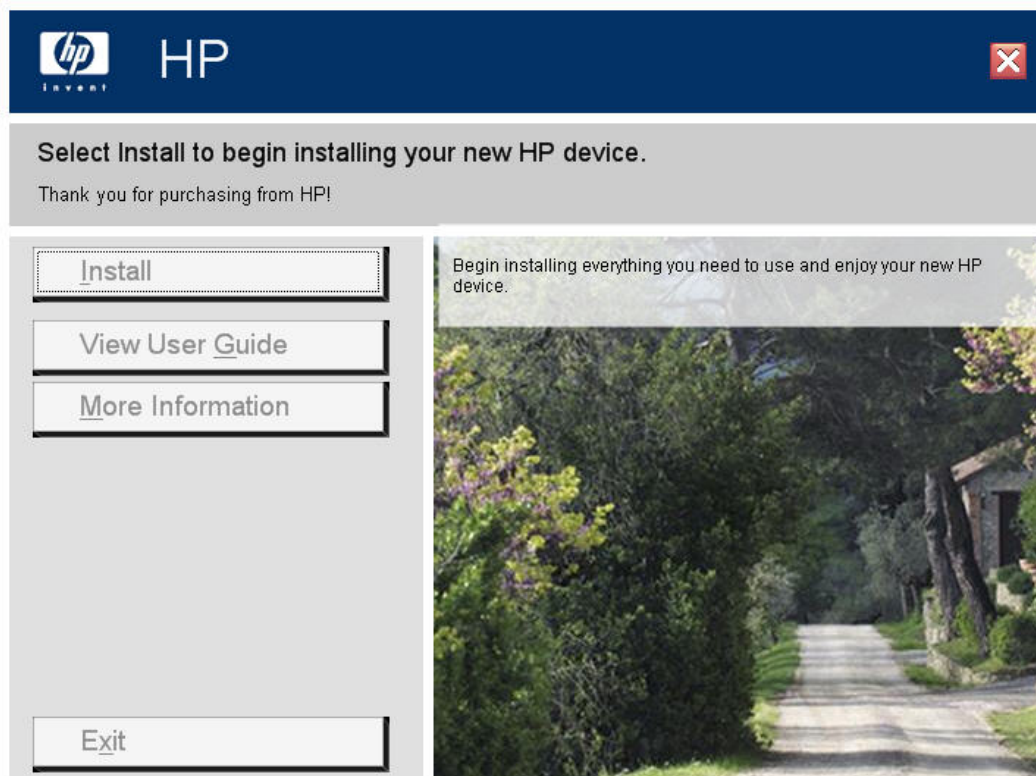 hp
invent
HP
Select Install to begin installing your new HP device.
Thank you for purchasing from HP!
Install
View User Guide
More Information
Exit
Begin installing everything you need to use and enjoy your new HP
device.